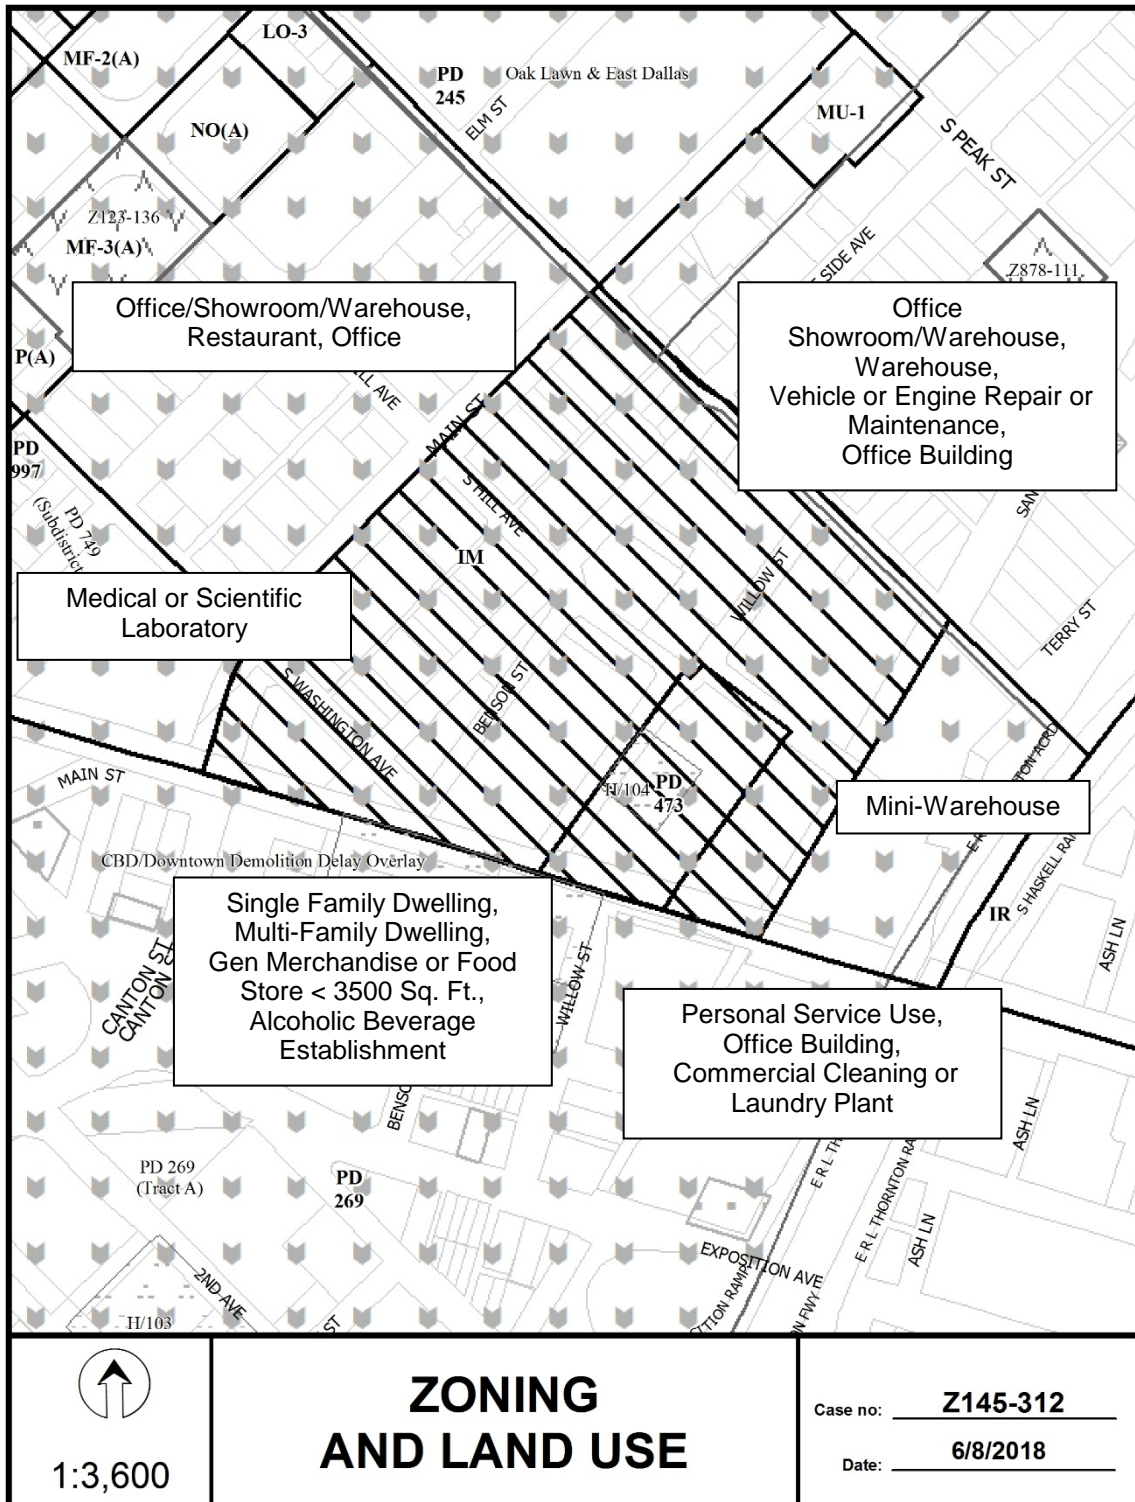 LO-3
MF-2(A)
PD
245
Oak Lawn & East Dallas
ELM ST
MU-1
NO(A)
S PEAK ST
Z123-136
MF-3(A)
SIDE AVE
Z878-111
Office/Showroom/Warehouse,
Restaurant, Office
Office
Showroom/Warehouse,
Warehouse,
Vehicle or Engine Repair or
Maintenance,
Office Building
P(A)
MAIN ST
PD
997
PD 749
(Subdistrict
S HILL AVE
IM
WILLOW ST
Medical or Scientific
Laboratory
TERRY ST
S WASHINGTON AVE
BENSON ST
MAIN ST
H/104
PD
473
Mini-Warehouse
CBD/Downtown Demolition Delay Overlay
Single Family Dwelling,
Multi-Family Dwelling,
Gen Merchandise or Food
Store < 3500 Sq. Ft.,
Alcoholic Beverage
Establishment
IR
ASH LN
CANTON ST
CANTON
WILLOW ST
Personal Service Use,
Office Building,
Commercial Cleaning or
Laundry Plant
ASH LN
PD 269
(Tract A)
PD
269
E R L THORNTON RA
ASH LN
EXPOSITION AVE
2ND AVE
H/103
ST
1:3,600
ZONING
AND LAND USE
Case no: Z145-312
Date: 6/8/2018